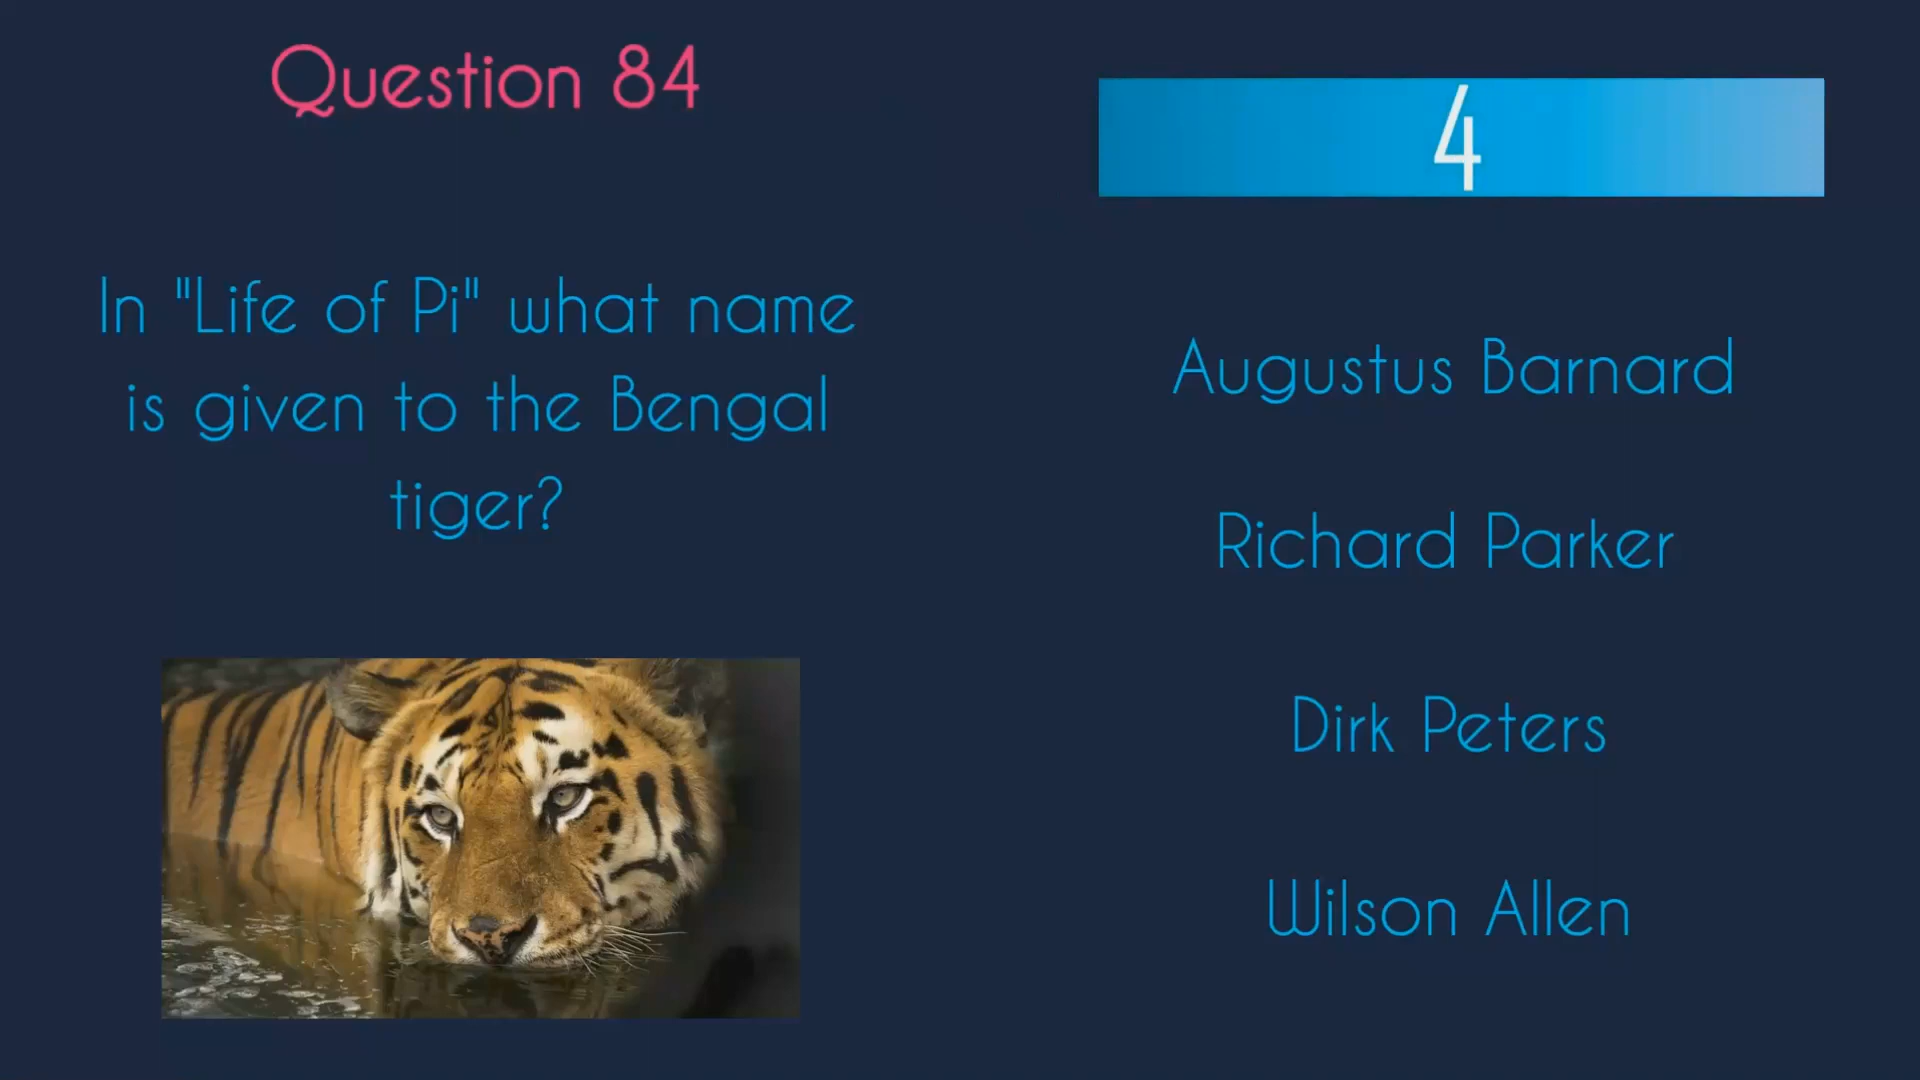 Question 84
4
In "Life of Pi" what name
is given to the Bengal
tiger?
Augustus Barnard
Richard Parker
Dirk Peters
Wilson Allen